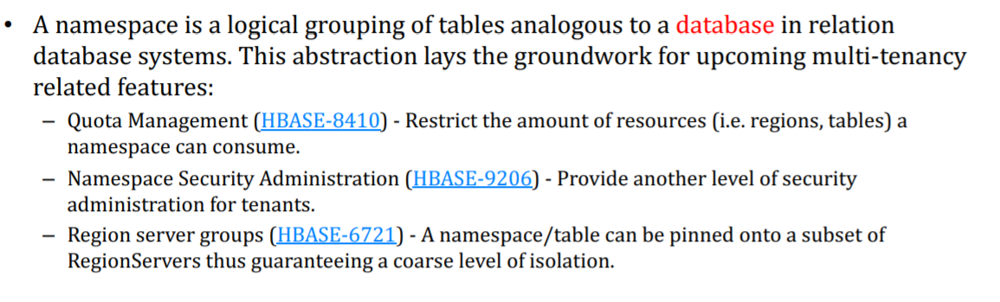 • A namespace is a logical grouping of tables analogous to a database in relation
database systems. This abstraction lays the groundwork for upcoming multi-tenancy
related features:
– Quota Management (HBASE-8410) - Restrict the amount of resources (i.e. regions, tables) a
namespace can consume.
– Namespace Security Administration (HBASE-9206) - Provide another level of security
administration for tenants.
– Region server groups (HBASE-6721) - A namespace/table can be pinned onto a subset of
RegionServers thus guaranteeing a coarse level of isolation.